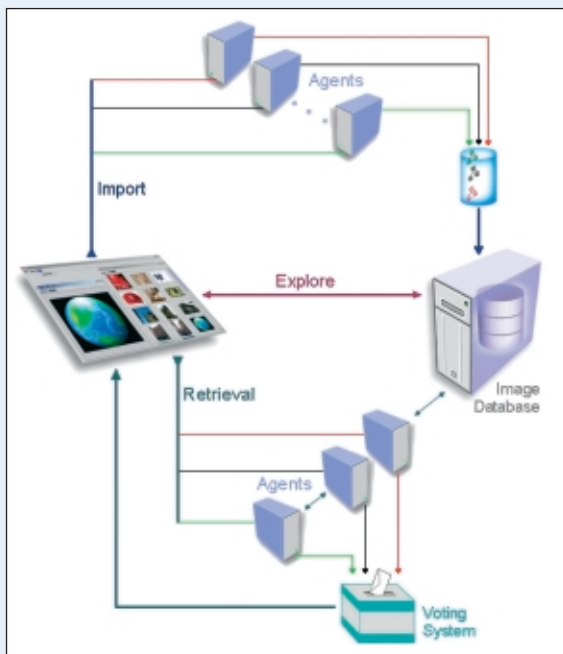 Agents
Import
Explore
Image
Database
Retrieval
Agents
Voting
System